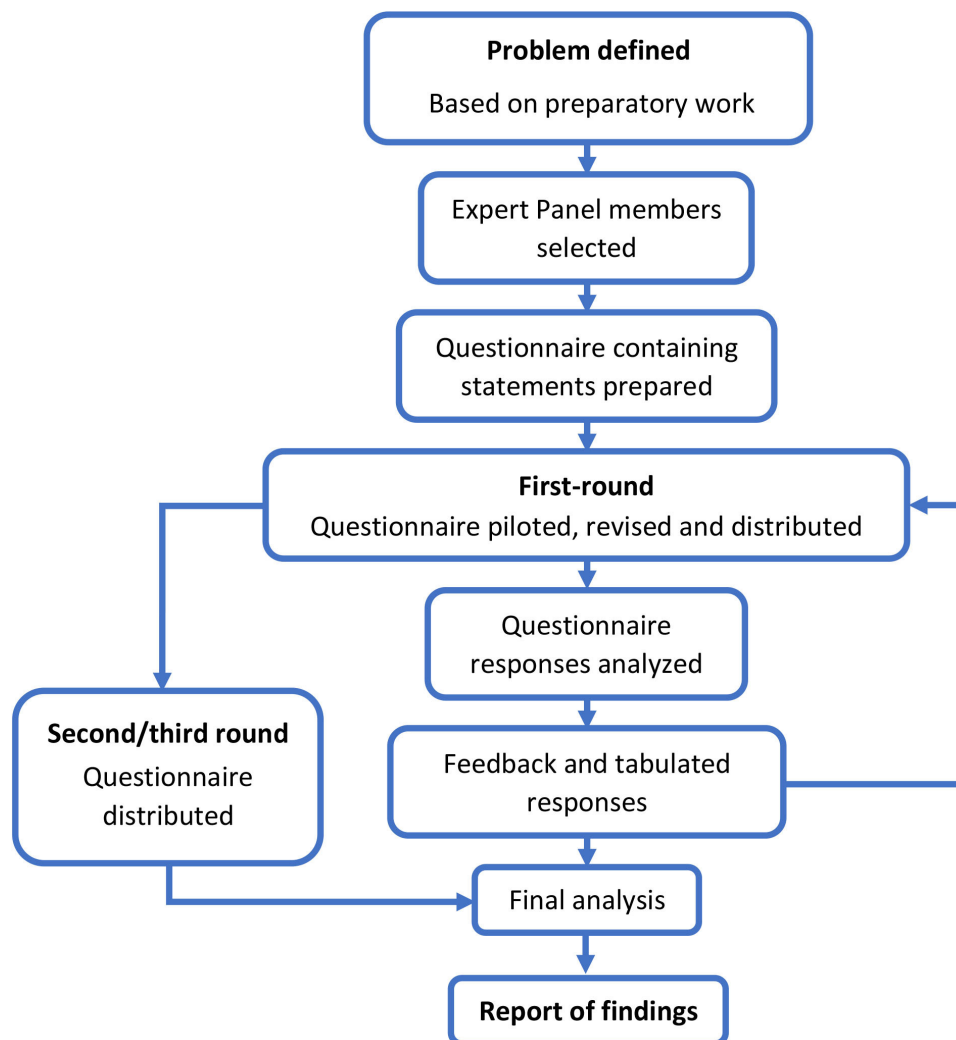 Problem defined
Based on preparatory work
Expert Panel members
selected
Questionnaire containing
statements prepared
First-round
Questionnaire piloted, revised and distributed
Questionnaire
responses analyzed
Second/third round
Questionnaire
distributed
Feedback and tabulated
responses
Final analysis
Report of findings